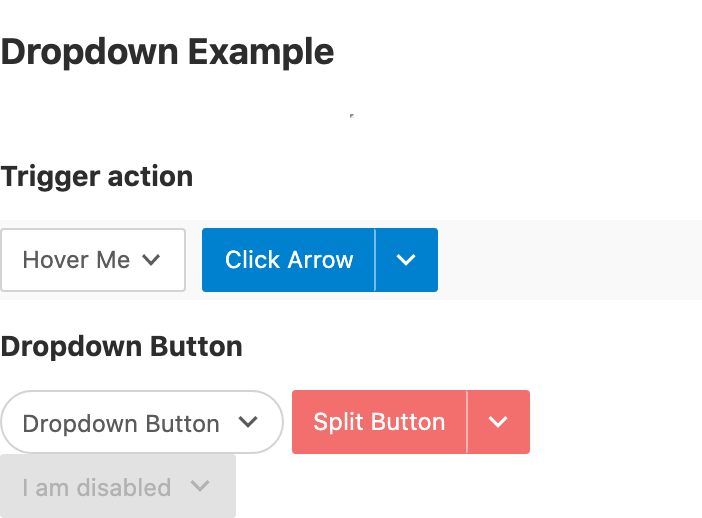 Dropdown Example
Trigger action
Hover Me
Click Arrow
Dropdown Button
Dropdown Button
Split Button
I am disabled